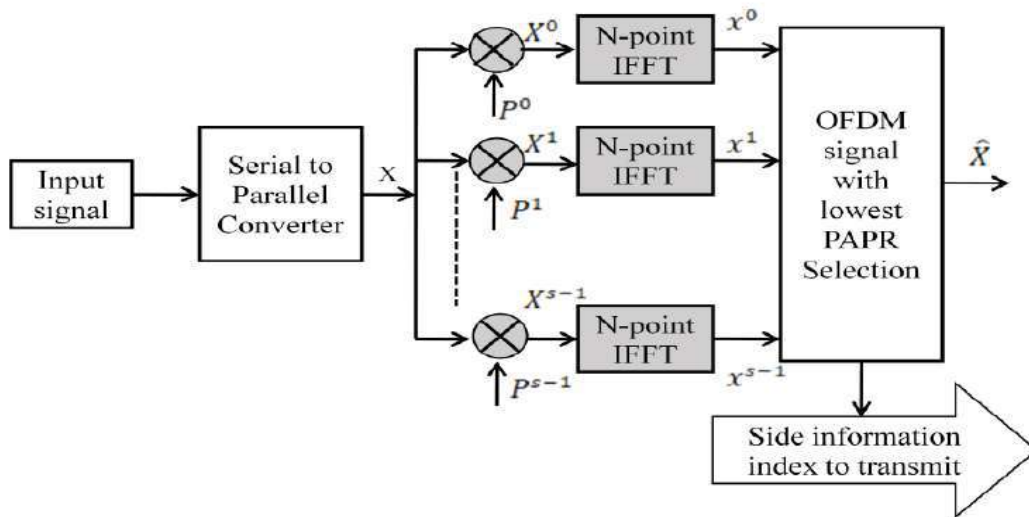 Input
signal
Serial to
Parallel
Converter
X
X⁰
P⁰
N-point
IFFT
x⁰
X¹
P¹
N-point
IFFT
x¹
Xˢ⁻¹
Pˢ⁻¹
N-point
IFFT
xˢ⁻¹
OFDM
signal
with
lowest
PAPR
Selection
X̂
Side information
index to transmit